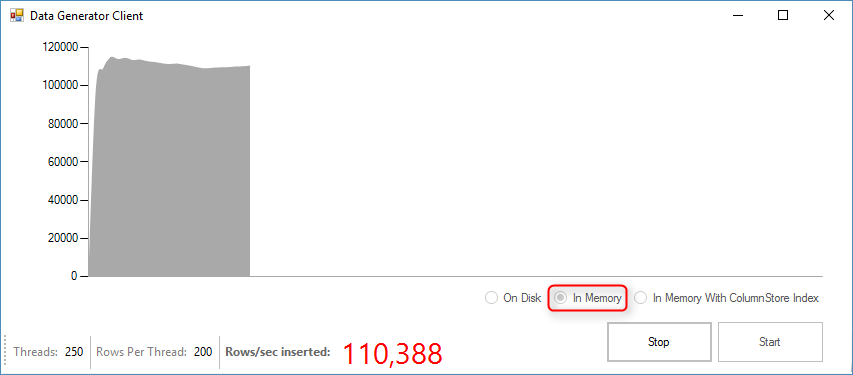 Data Generator Client
120000
100000
80000
60000
40000
20000
0
On Disk In Memory In Memory With ColumnStore Index
Threads: 250 Rows Per Thread: 200 Rows/sec inserted: 110,388 Stop Start